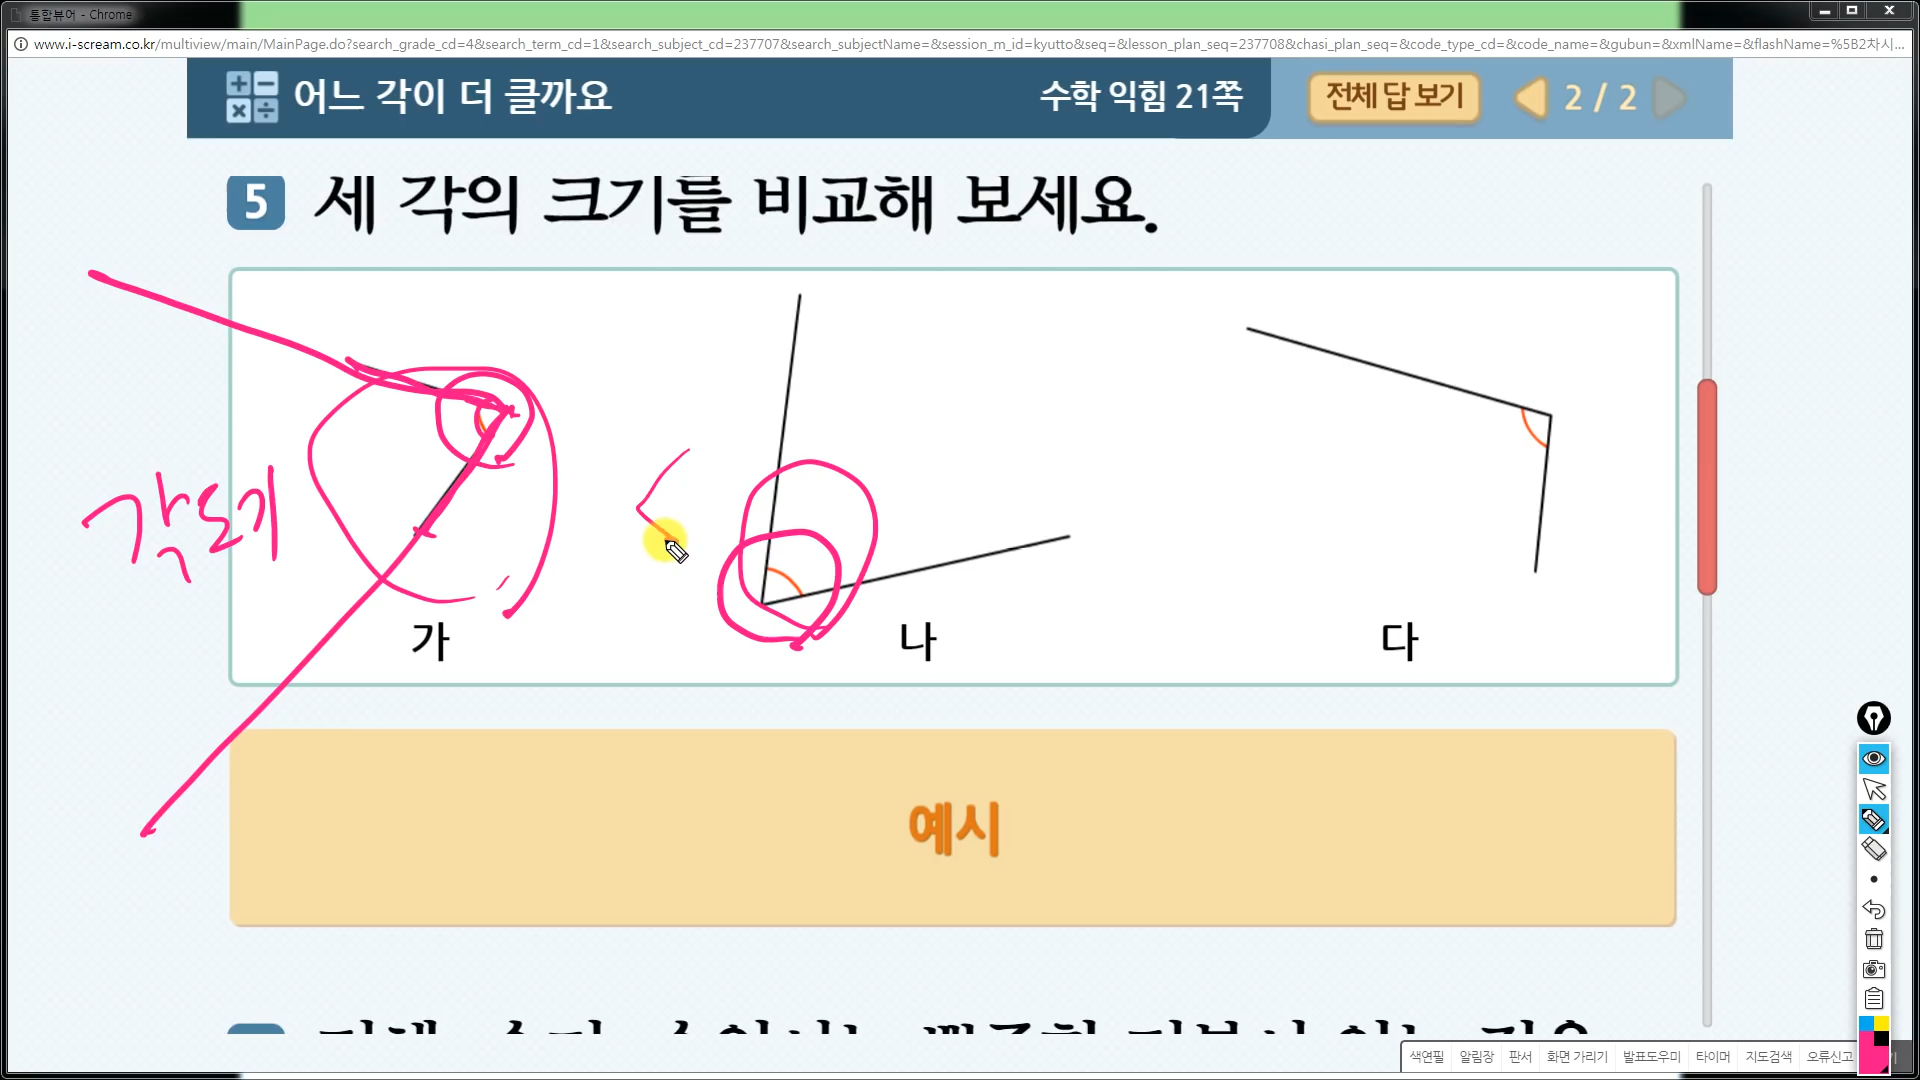 통합뷰어 - Chrome
www.i-scream.co.kr/multiview/main/MainPage.do?search_grade_cd=4&search_term_cd=1&search_subject_cd=237707&search_subjectName=&session_m_id=kyutto&seq=&lesson_plan_seq=237708&chasi_plan_seq=&code_type_cd=&code_name=&gubun=&xmlName=&flashName=%5B2차시...
어느 각이 더 클까요
수학 익힘 21쪽
전체 답 보기
2 / 2
5 세 각의 크기를 비교해 보세요.
각도기
가
나
다
예시
색연필 알림장 판서 화면 가리기 발표도우미 타이머 지도검색 오류신고